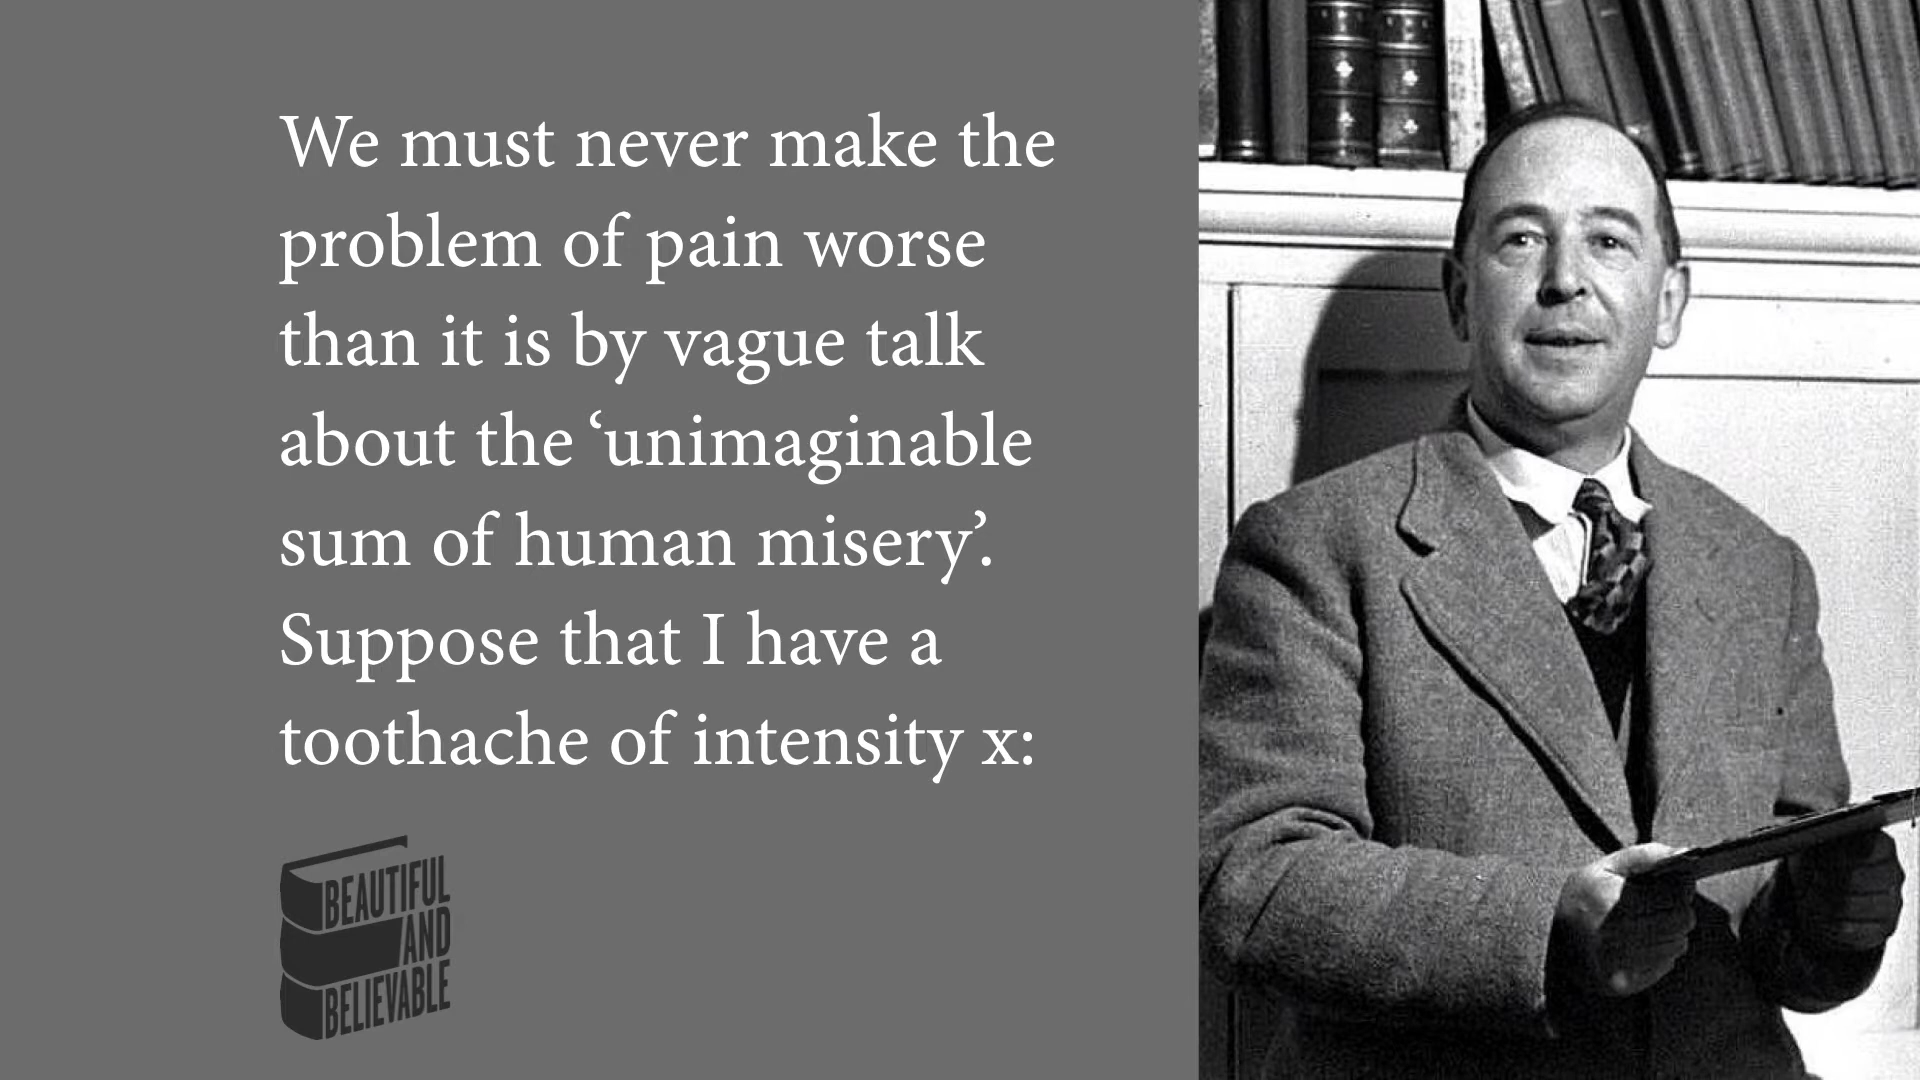 We must never make the
problem of pain worse
than it is by vague talk
about the ‘unimaginable
sum of human misery’.
Suppose that I have a
toothache of intensity x:
BEAUTIFUL
AND
BELIEVABLE